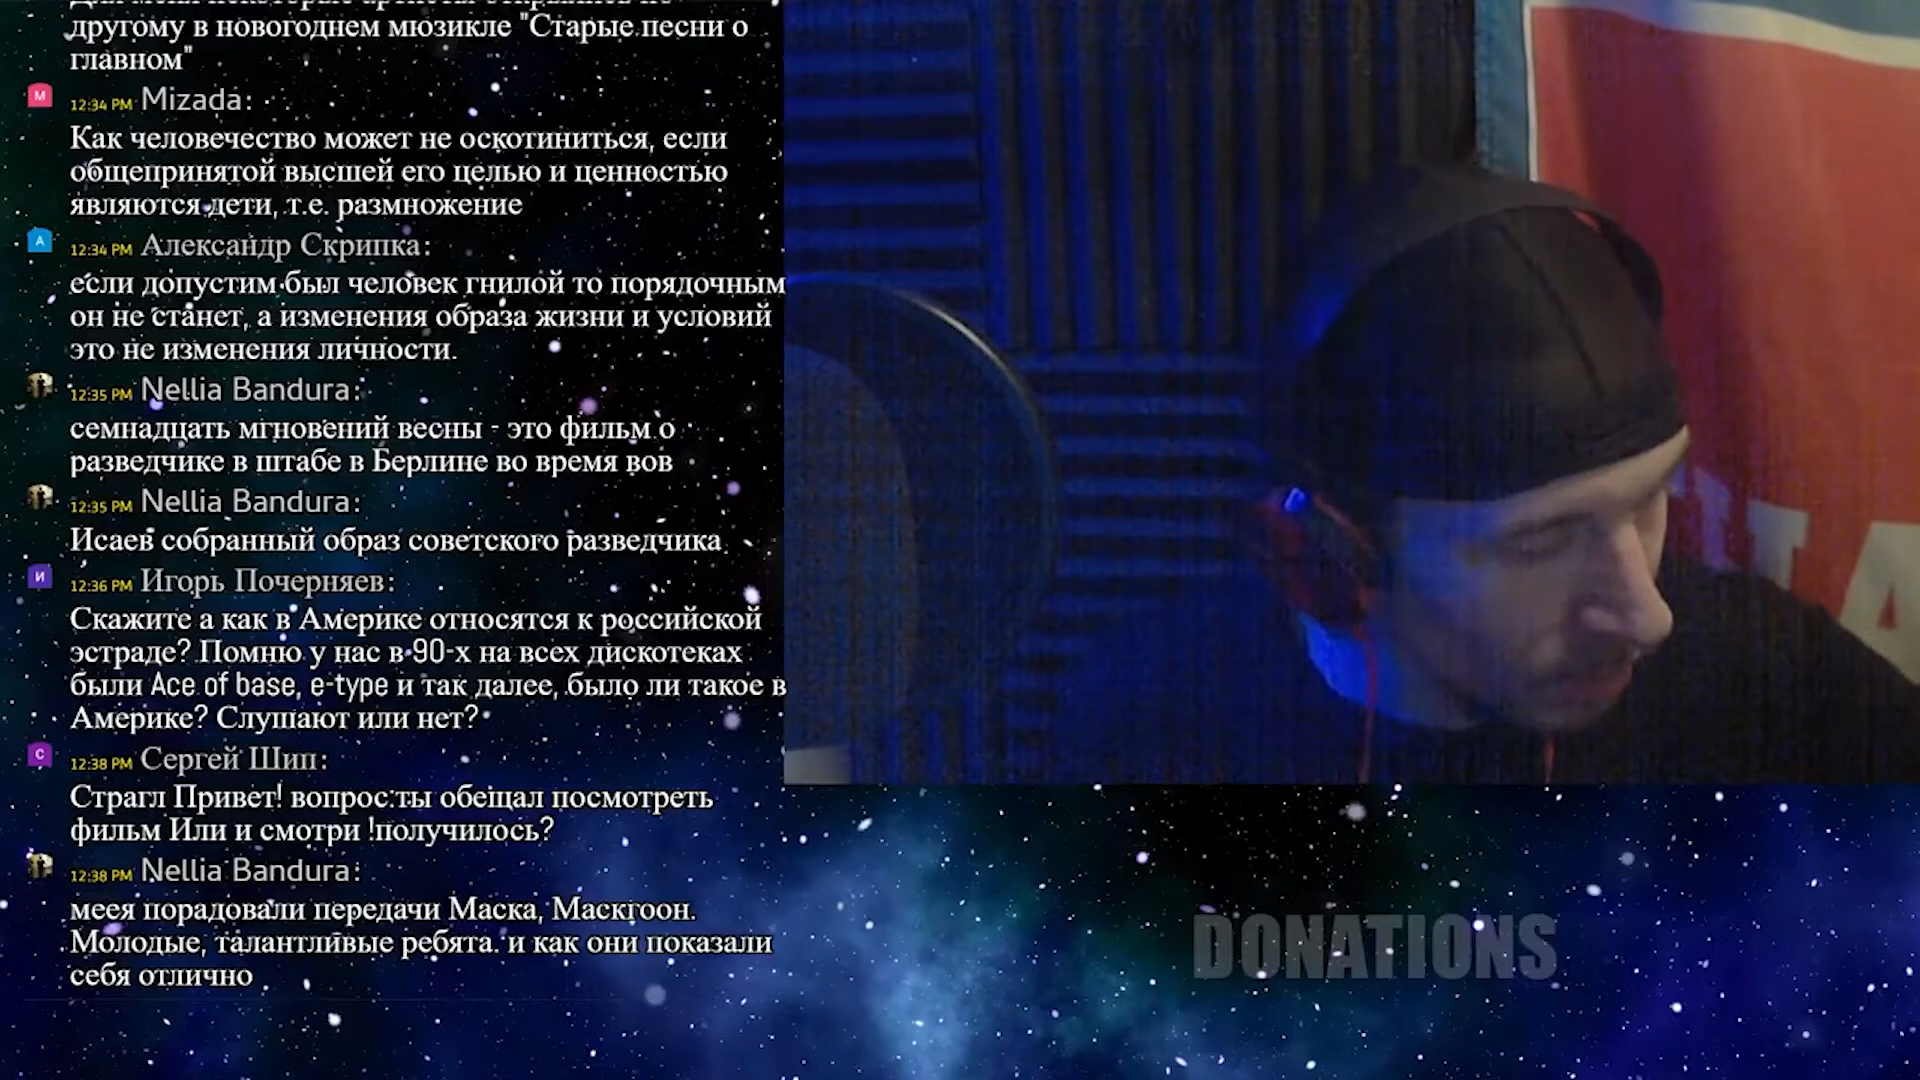 другому в новогоднем мюзикле "Старые песни о
главном"
М
12:34 PM Mizada:
Как человечество может не оскотиниться, если
общепринятой высшей его целью и ценностью
являются дети, т.е. размножение
А
12:34 PM Александр Скрипка:
если допустим был человек гнилой то порядочным
он не станет, а изменения образа жизни и условий
это не изменения личности.
12:35 PM Nellia Bandura:
семнадцать мгновений весны - это фильм о
разведчике в штабе в Берлине во время вов
12:35 PM Nellia Bandura:
Исаев собранный образ советского разведчика
И
12:36 PM Игорь Почерняев:
Скажите а как в Америке относятся к российской
эстраде? Помню у нас в 90-х на всех дискотеках
были Ace of base, e-type и так далее, было ли такое в
Америке? Слушают или нет?
С
12:38 PM Сергей Шип:
Страгл Привет! вопрос ты обещал посмотреть
фильм Или и смотри !получилось?
12:38 PM Nellia Bandura:
меея порадовали передачи Маска, Маскгоон.
Молодые, талантливые ребята. и как они показали
себя отлично
DONATIONS